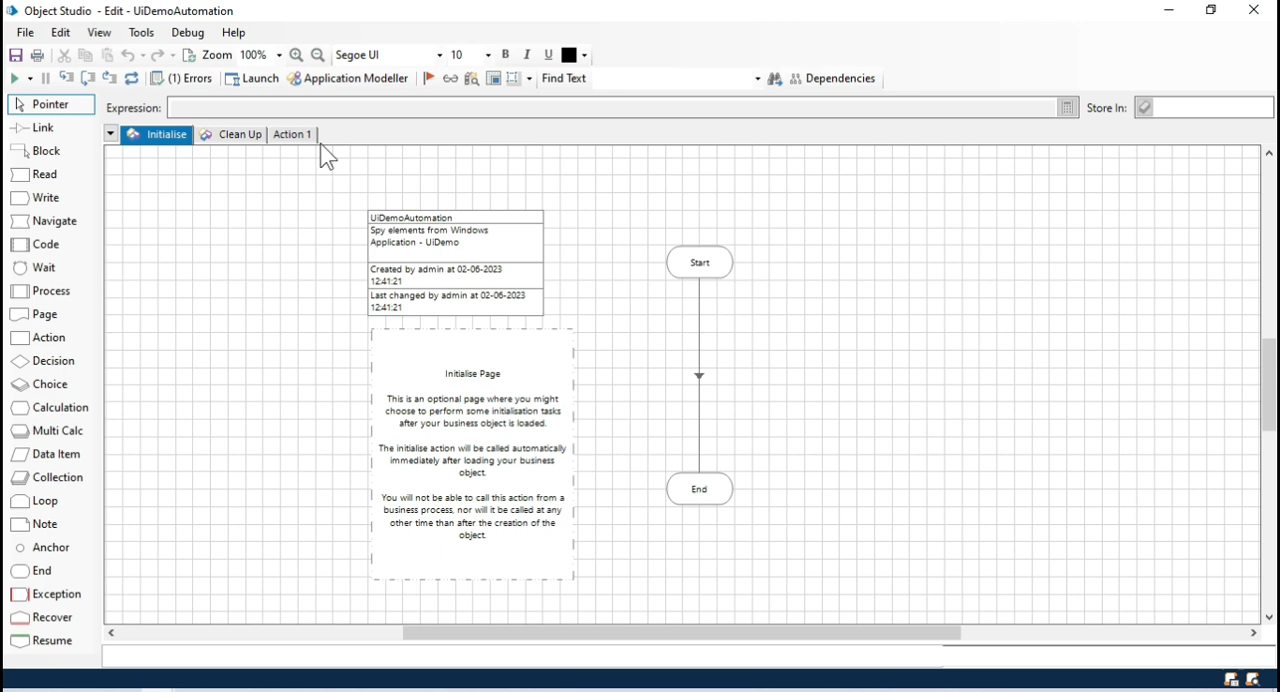 Object Studio - Edit - UiDemoAutomation
File Edit View Tools Debug Help
Zoom 100% Segoe UI 10 B I U
(1) Errors Launch Application Modeller Find Text Dependencies
Pointer
Link
Block
Read
Write
Navigate
Code
Wait
Process
Page
Action
Decision
Choice
Calculation
Multi Calc
Data Item
Collection
Loop
Note
Anchor
End
Exception
Recover
Resume
Expression: Store In:
Initialise Clean Up Action 1
UiDemoAutomation
Spy elements from Windows
Application - UiDemo
Created by admin at 02-06-2023
12:41:21
Last changed by admin at 02-06-2023
12:41:21
Initialise Page
This is an optional page where you might
choose to perform some initialisation tasks
after your business object is loaded.
The initialise action will be called automatically
immediately after loading your business
object.
You will not be able to call this action from a
business process, nor will it be called at any
other time than after the creation of the
object.
Start
End